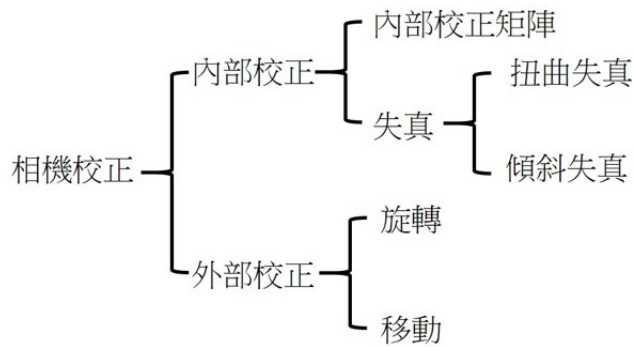 內部校正矩陣
內部校正
扭曲失真
失真
相機校正
傾斜失真
旋轉
外部校正
移動